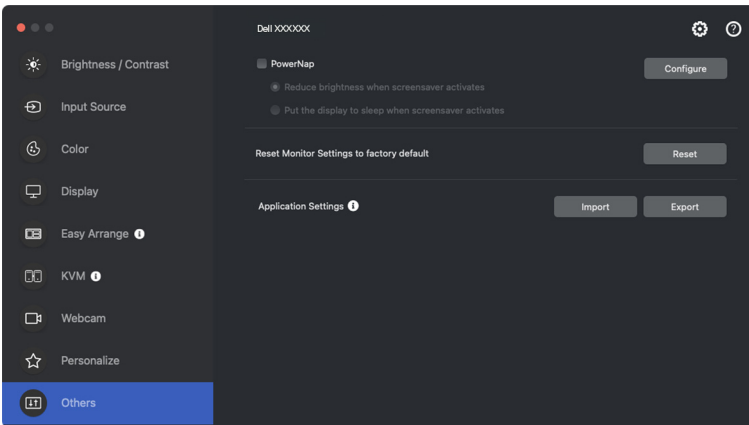 Dell XXXXXX
Brightness / Contrast
Input Source
Color
Display
Easy Arrange
KVM
Webcam
Personalize
Others
PowerNap
Configure
Reduce brightness when screensaver activates
Put the display to sleep when screensaver activates
Reset Monitor Settings to factory default
Reset
Application Settings
Import
Export